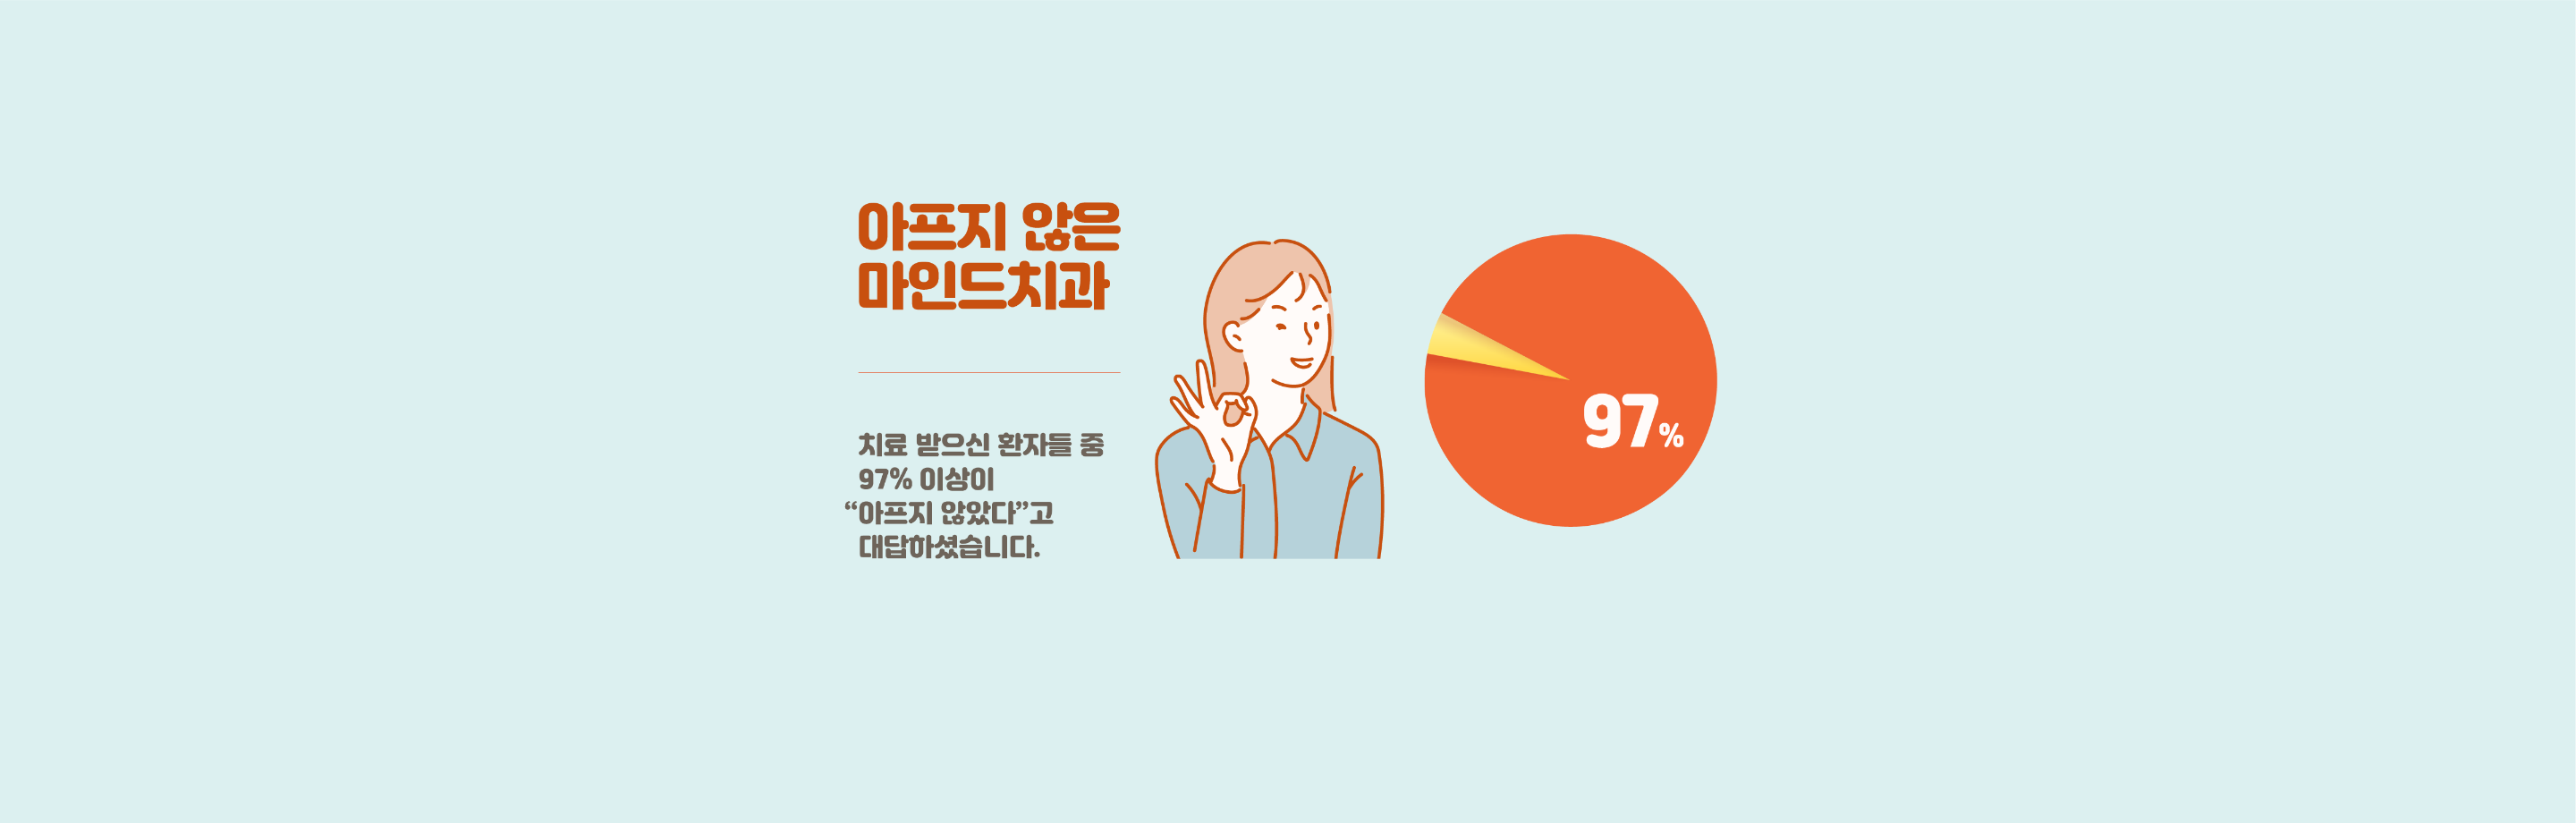 아프지 않은
마인드치과
치료 받으신 환자들 중
97% 이상이
“아프지 않았다”고
대답하셨습니다.
97%